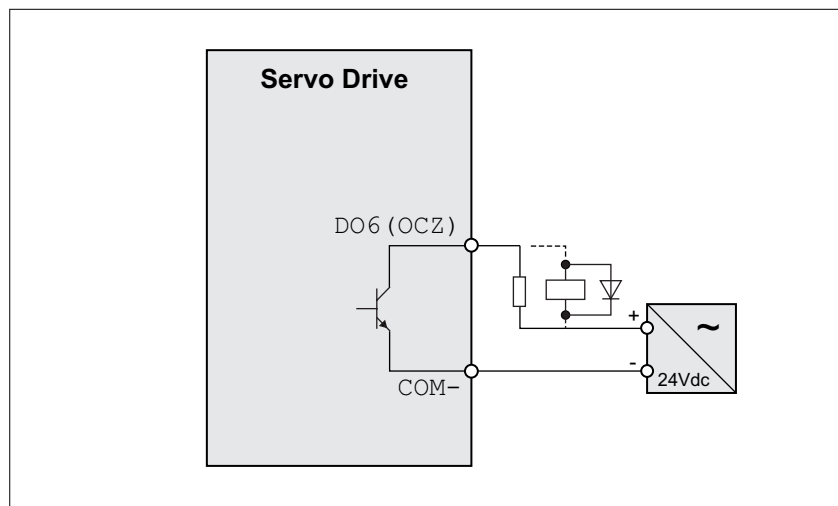 Servo Drive
DO6(OCZ)
+
~
-
24Vdc
COM-